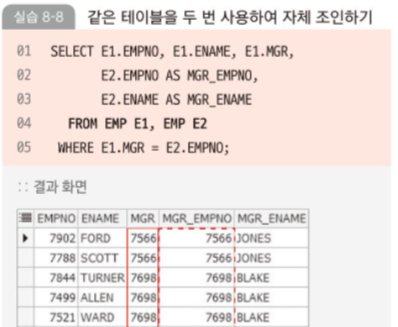 실습 8-8 같은 테이블을 두 번 사용하여 자체 조인하기
01 SELECT E1.EMPNO, E1.ENAME, E1.MGR,
02 E2.EMPNO AS MGR_EMPNO,
03 E2.ENAME AS MGR_ENAME
04 FROM EMP E1, EMP E2
05 WHERE E1.MGR = E2.EMPNO;
:: 결과 화면
EMPNO ENAME MGR MGR_EMPNO MGR_ENAME
7902 FORD 7566 7566 JONES
7788 SCOTT 7566 7566 JONES
7844 TURNER 7698 7698 BLAKE
7499 ALLEN 7698 7698 BLAKE
7521 WARD 7698 7698 BLAKE